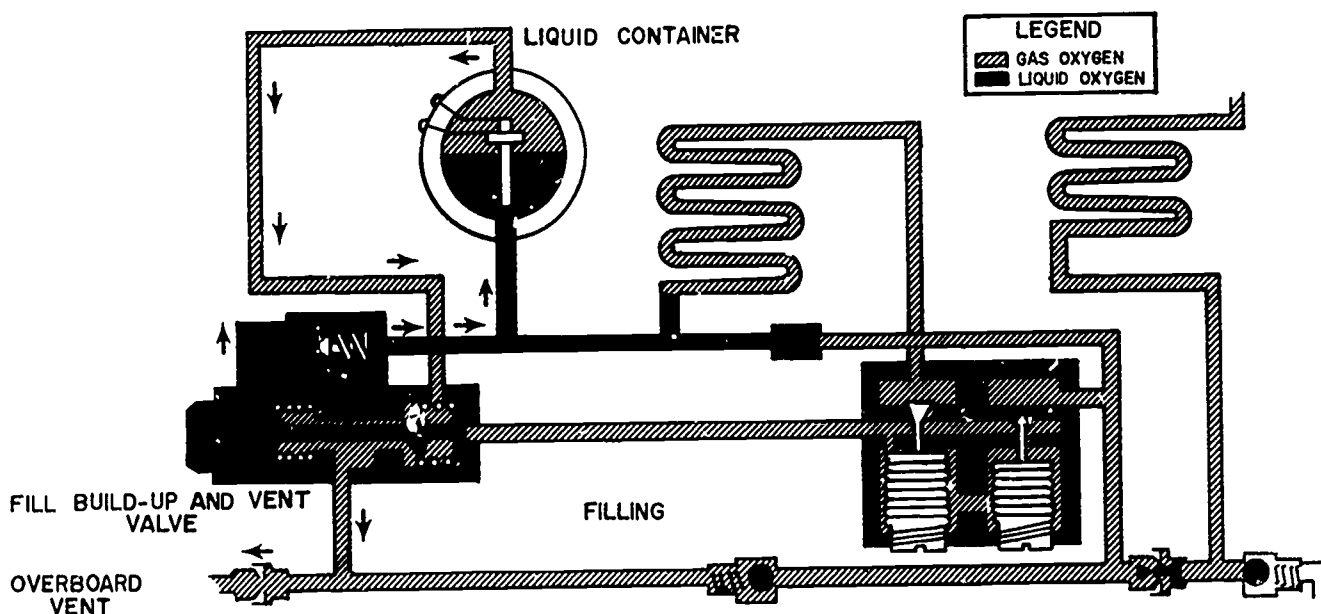 LIQUID CONTAINER
LEGEND
GAS OXYGEN
LIQUID OXYGEN
FILL BUILD-UP AND VENT
VALVE
FILLING
OVERBOARD
VENT